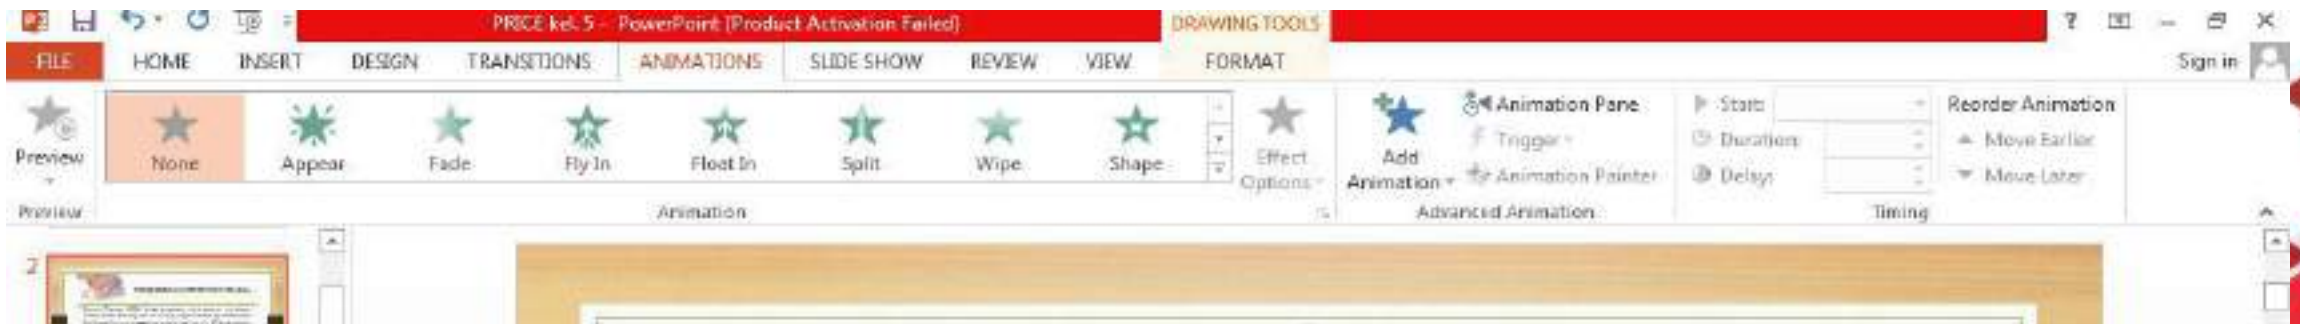 PRICE kel. 5 - PowerPoint (Product Activation Failed)
DRAWING TOOLS
?
FILE HOME INSERT DESIGN TRANSITIONS ANIMATIONS SLIDE SHOW REVIEW VIEW FORMAT
Sign in
Preview
None
Appear
Fade
Fly In
Float In
Split
Wipe
Shape
Effect
Options
Add
Animation
Animation Pane
Trigger
Animation Painter
Start:
Duration:
Delay:
Reorder Animation
Move Earlier
Move Later
Preview
Animation
Advanced Animation
Timing
2